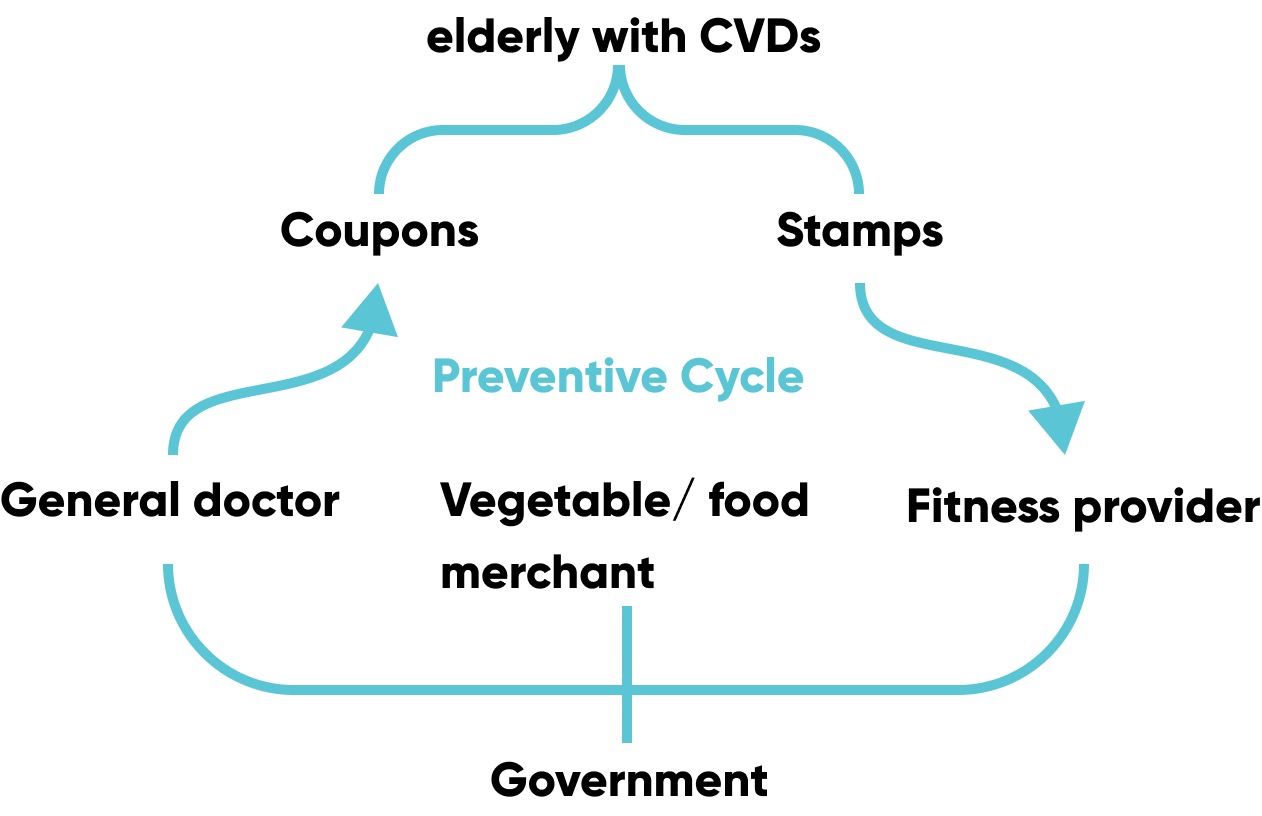 elderly with CVDs
Coupons
Stamps
Preventive Cycle
General doctor
Vegetable/ food
merchant
Fitness provider
Government